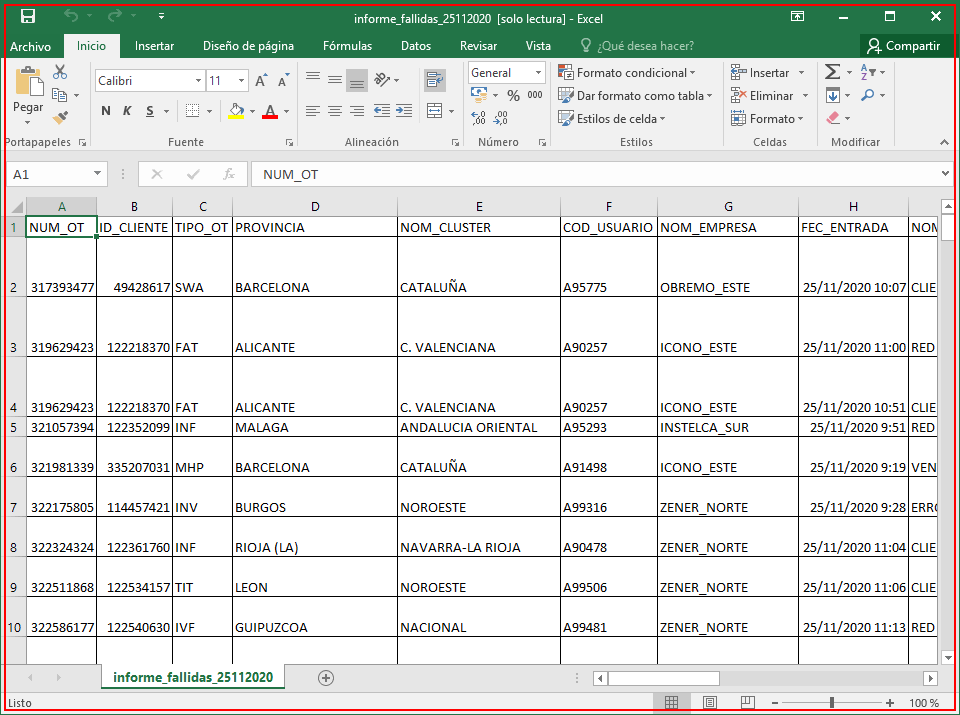 informe_fallidas_25112020 [solo lectura] - Excel
Archivo Inicio Insertar Diseño de página Fórmulas Datos Revisar Vista ¿Qué desea hacer? Compartir
Calibri 11 General Formato condicional Insertar
Pegar N K S A % 000 Dar formato como tabla Eliminar
Estilos de celda Formato
Portapapeles Fuente Alineación Número Estilos Celdas Modificar
A1 fx NUM_OT
A B C D E F G H
1 NUM_OT ID_CLIENTE TIPO_OT PROVINCIA NOM_CLUSTER COD_USUARIO NOM_EMPRESA FEC_ENTRADA NOM
2 317393477 49428617 SWA BARCELONA CATALUÑA A95775 OBREMO_ESTE 25/11/2020 10:07 CLIE
3 319629423 122218370 FAT ALICANTE C. VALENCIANA A90257 ICONO_ESTE 25/11/2020 11:00 RED
4 319629423 122218370 FAT ALICANTE C. VALENCIANA A90257 ICONO_ESTE 25/11/2020 10:51 CLIE
5 321057394 122352099 INF MALAGA ANDALUCIA ORIENTAL A95293 INSTELCA_SUR 25/11/2020 9:51 RED
6 321981339 335207031 MHP BARCELONA CATALUÑA A91498 ICONO_ESTE 25/11/2020 9:19 VEN
7 322175805 114457421 INV BURGOS NOROESTE A99316 ZENER_NORTE 25/11/2020 9:28 ERRO
8 322324324 122361760 INF RIOJA (LA) NAVARRA-LA RIOJA A90478 ZENER_NORTE 25/11/2020 11:04 CLIE
9 322511868 122534157 TIT LEON NOROESTE A99506 ZENER_NORTE 25/11/2020 11:06 CLIE
10 322586177 122540630 IVF GUIPUZCOA NACIONAL A99481 ZENER_NORTE 25/11/2020 11:13 RED
informe_fallidas_25112020
Listo 100 %